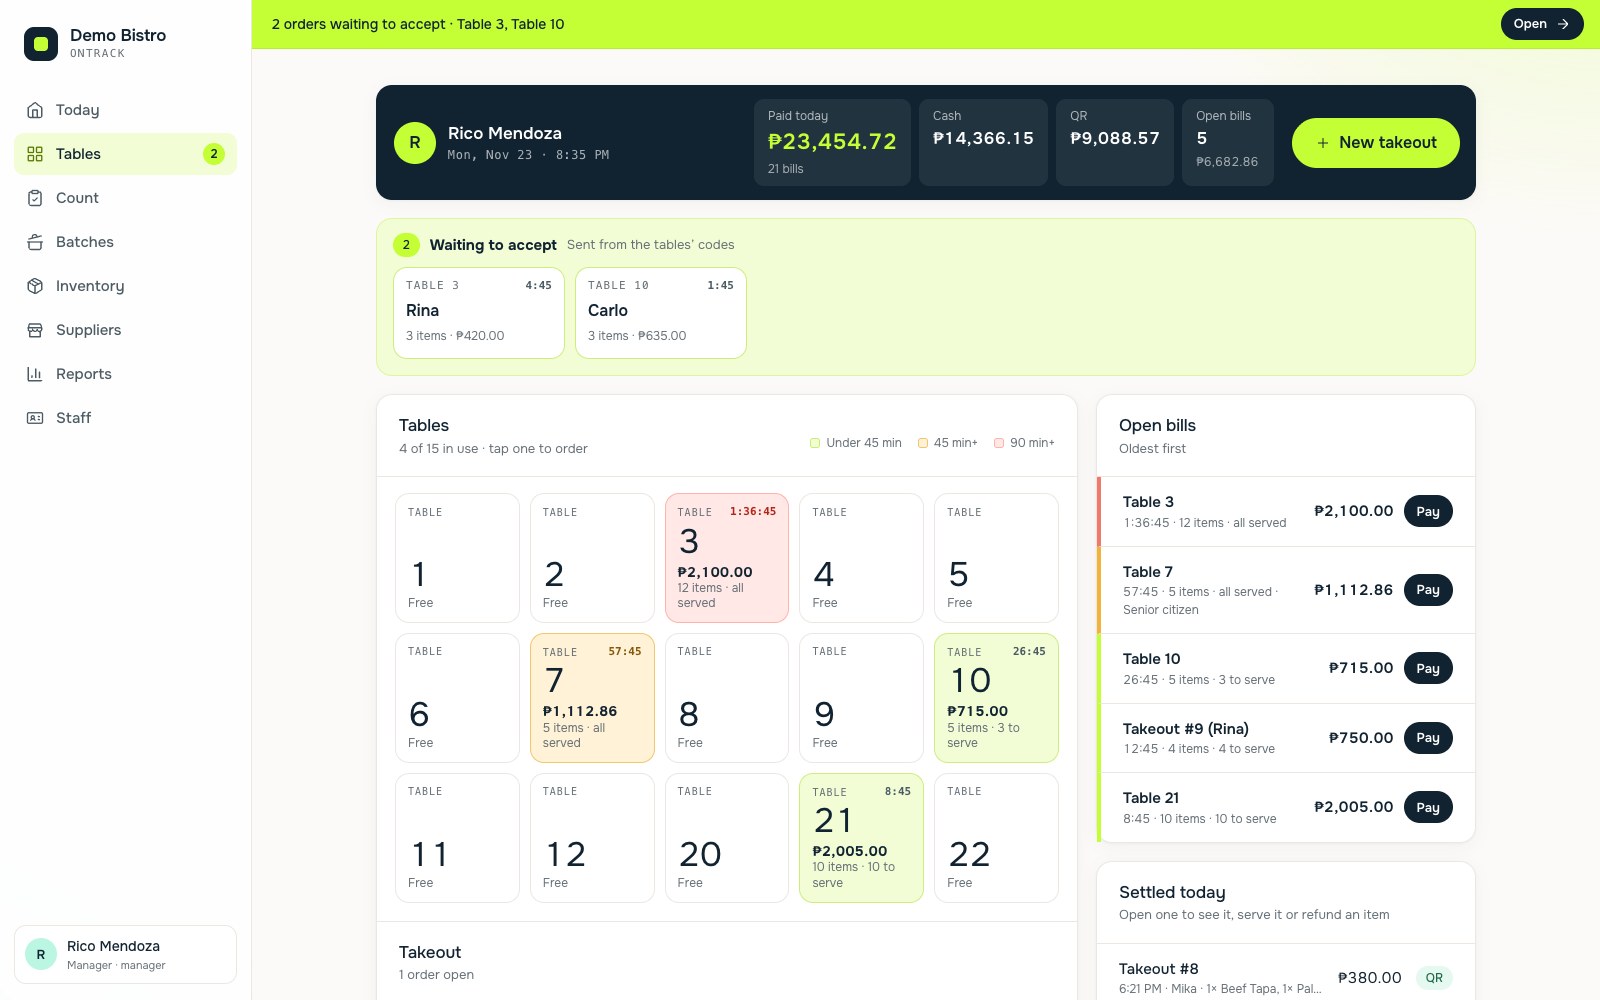 Demo Bistro
ONTRACK
Today
Tables 2
Count
Batches
Inventory
Suppliers
Reports
Staff
R
Rico Mendoza
Manager · manager
2 orders waiting to accept · Table 3, Table 10
Open →
R
Rico Mendoza
Mon, Nov 23 · 8:35 PM
Paid today
₱23,454.72
21 bills
Cash
₱14,366.15
QR
₱9,088.57
Open bills
5
₱6,682.86
+ New takeout
2 Waiting to accept Sent from the tables' codes
TABLE 3 4:45
Rina
3 items · ₱420.00
TABLE 10 1:45
Carlo
3 items · ₱635.00
Tables
4 of 15 in use · tap one to order
Under 45 min 45 min+ 90 min+
TABLE
1
Free
TABLE
2
Free
TABLE 1:36:45
3
₱2,100.00
12 items · all
served
TABLE
4
Free
TABLE
5
Free
TABLE
6
Free
TABLE 57:45
7
₱1,112.86
5 items · all
served
TABLE
8
Free
TABLE
9
Free
TABLE 26:45
10
₱715.00
5 items · 3 to
serve
TABLE
11
Free
TABLE
12
Free
TABLE
20
Free
TABLE 8:45
21
₱2,005.00
10 items · 10 to
serve
TABLE
22
Free
Takeout
1 order open
Open bills
Oldest first
Table 3
1:36:45 · 12 items · all served
₱2,100.00 Pay
Table 7
57:45 · 5 items · all served ·
Senior citizen
₱1,112.86 Pay
Table 10
26:45 · 5 items · 3 to serve
₱715.00 Pay
Takeout #9 (Rina)
12:45 · 4 items · 4 to serve
₱750.00 Pay
Table 21
8:45 · 10 items · 10 to serve
₱2,005.00 Pay
Settled today
Open one to see it, serve it or refund an item
Takeout #8
6:21 PM · Mika · 1× Beef Tapa, 1× Pal...
₱380.00 QR